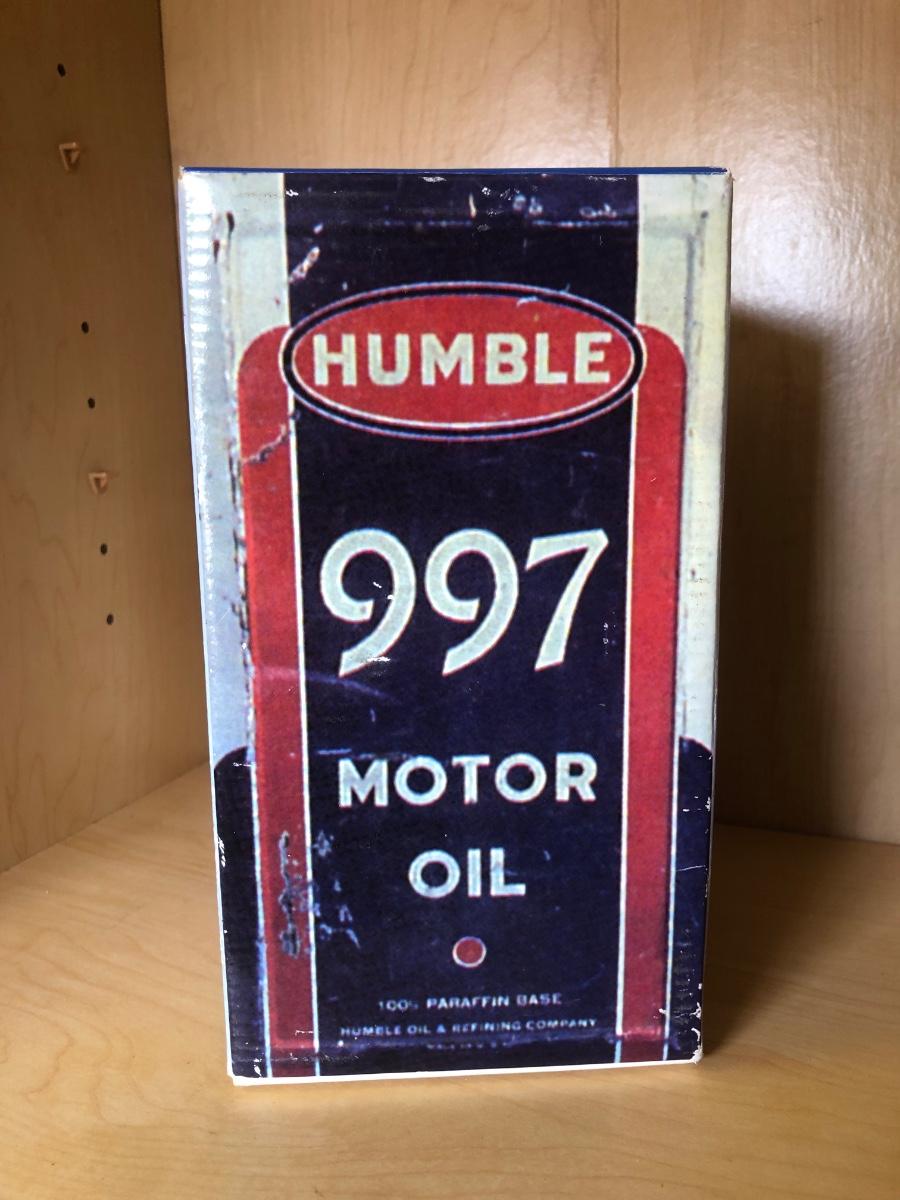 HUMBLE
997
MOTOR
OIL
100% PARAFFIN BASE
HUMBLE OIL & REFINING COMPANY